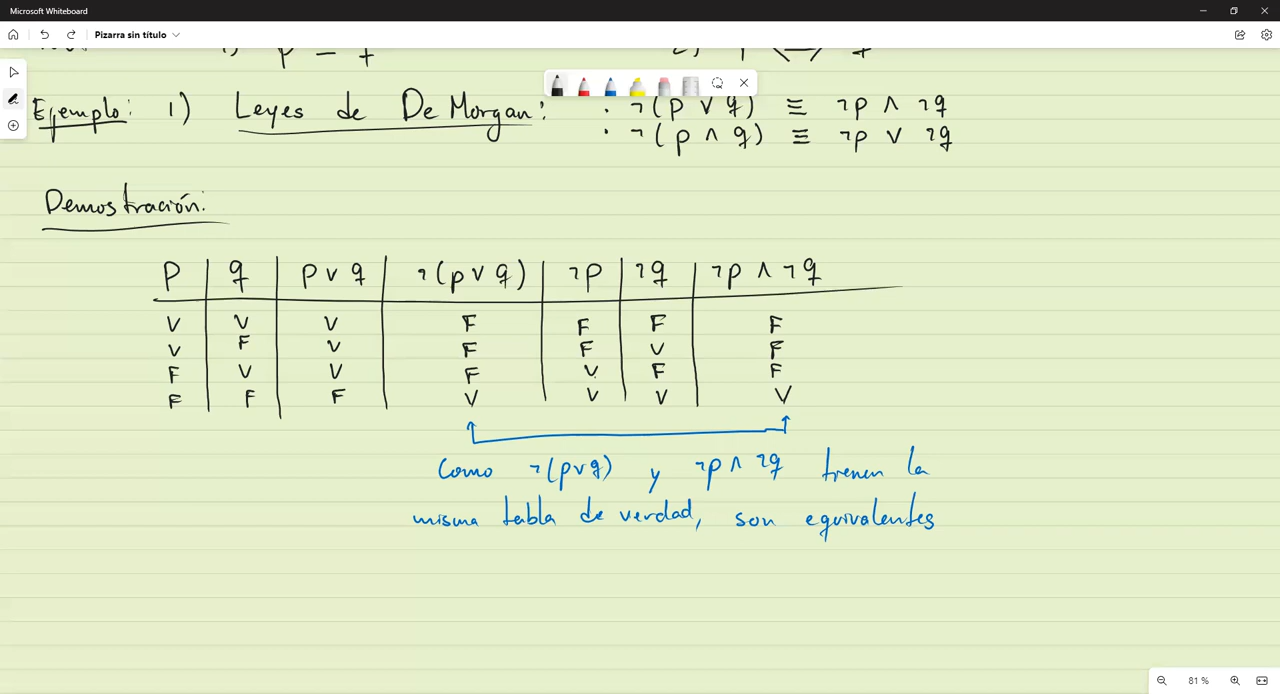 Microsoft Whiteboard
Pizarra sin título
Ejemplo: 1) Leyes de De Morgan: · ¬(p ∨ q) ≡ ¬p ∧ ¬q
· ¬(p ∧ q) ≡ ¬p ∨ ¬q
Demostración:
P q p ∨ q ¬(p ∨ q) ¬p ¬q ¬p ∧ ¬q
V V V F F F F
V F V F F V F
F V V F V F F
F F F V V V V
Como ¬(p∨q) y ¬p ∧ ¬q tienen la
misma tabla de verdad, son equivalentes
81 %